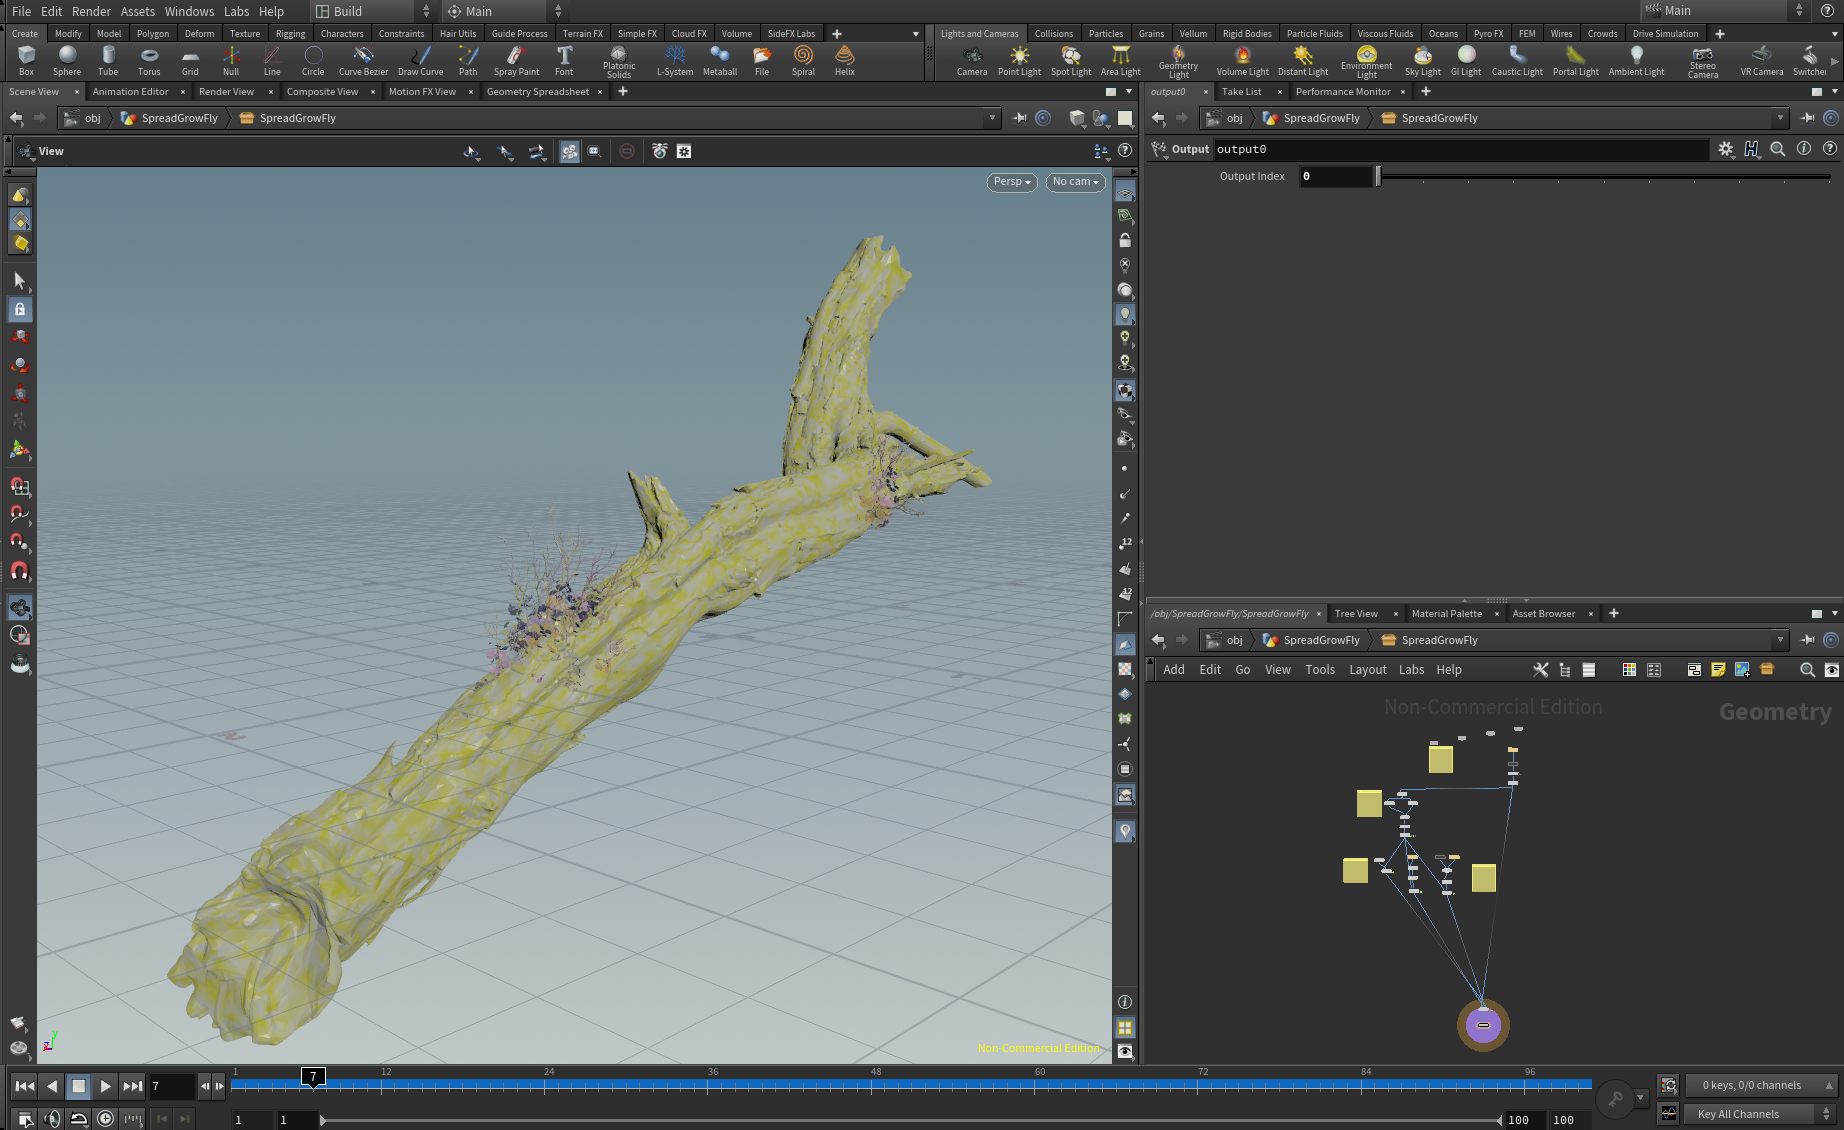 File Edit Render Assets Windows Labs Help Build Main Main
Create Modify Model Polygon Deform Texture Rigging Characters Constraints Hair Utils Guide Process Terrain FX Simple FX Cloud FX Volume SideFX Labs
Lights and Cameras Collisions Particles Grains Vellum Rigid Bodies Particle Fluids Viscous Fluids Oceans Pyro FX FEM Wires Crowds Drive Simulation
Box Sphere Tube Torus Grid Null Line Circle Curve Bezier Draw Curve Path Spray Paint Font Platonic Solids L-System Metaball File Spiral Helix
Camera Point Light Spot Light Area Light Geometry Light Volume Light Distant Light Environment Light Sky Light GI Light Caustic Light Portal Light Ambient Light Stereo Camera VR Camera Switcher
Scene View Animation Editor Render View Composite View Motion FX View Geometry Spreadsheet
output0 Take List Performance Monitor
obj SpreadGrowFly SpreadGrowFly
obj SpreadGrowFly SpreadGrowFly
View
Output output0
Output Index 0
Persp No cam
12
12
Non-Commercial Edition
/obj/SpreadGrowFly/SpreadGrowFly Tree View Material Palette Asset Browser
obj SpreadGrowFly SpreadGrowFly
Add Edit Go View Tools Layout Labs Help
Non-Commercial Edition
Geometry
7 1 7 12 24 36 48 60 72 84 96
0 keys, 0/0 channels
1 1 100 100
Key All Channels